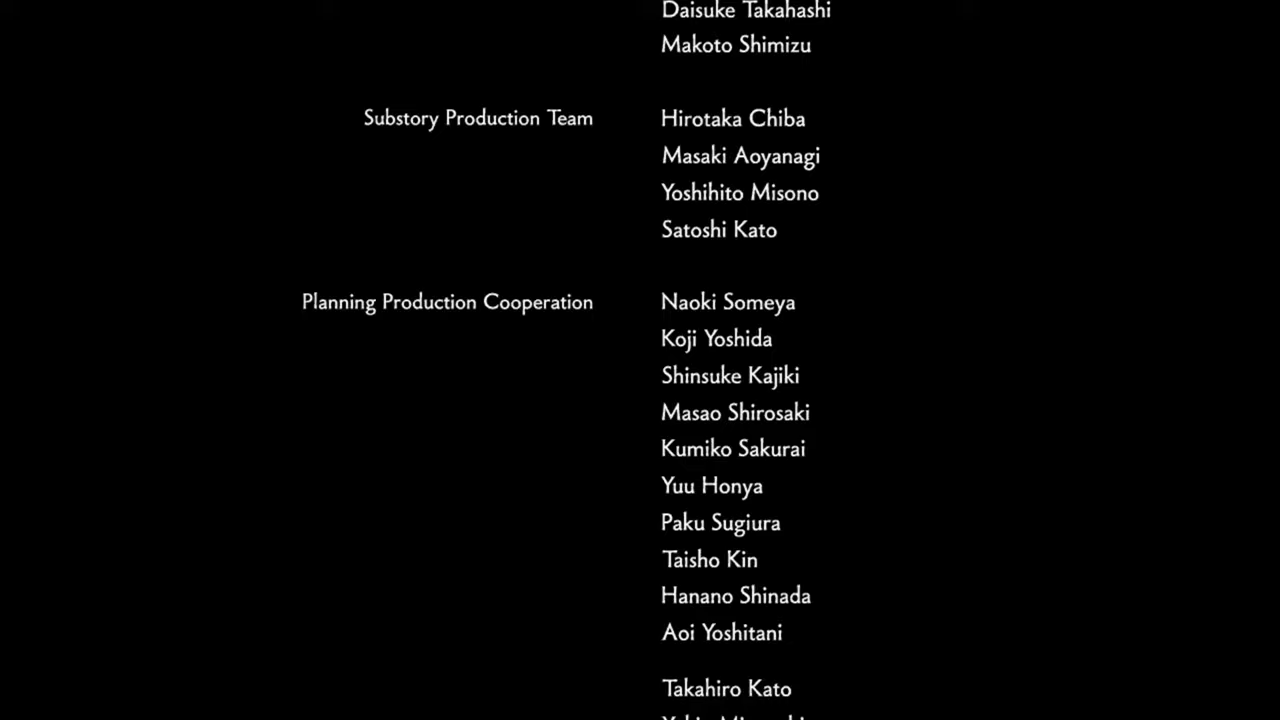 Daisuke Takahashi
Makoto Shimizu
Substory Production Team Hirotaka Chiba
Masaki Aoyanagi
Yoshihito Misono
Satoshi Kato
Planning Production Cooperation Naoki Someya
Koji Yoshida
Shinsuke Kajiki
Masao Shirosaki
Kumiko Sakurai
Yuu Honya
Paku Sugiura
Taisho Kin
Hanano Shinada
Aoi Yoshitani
Takahiro Kato